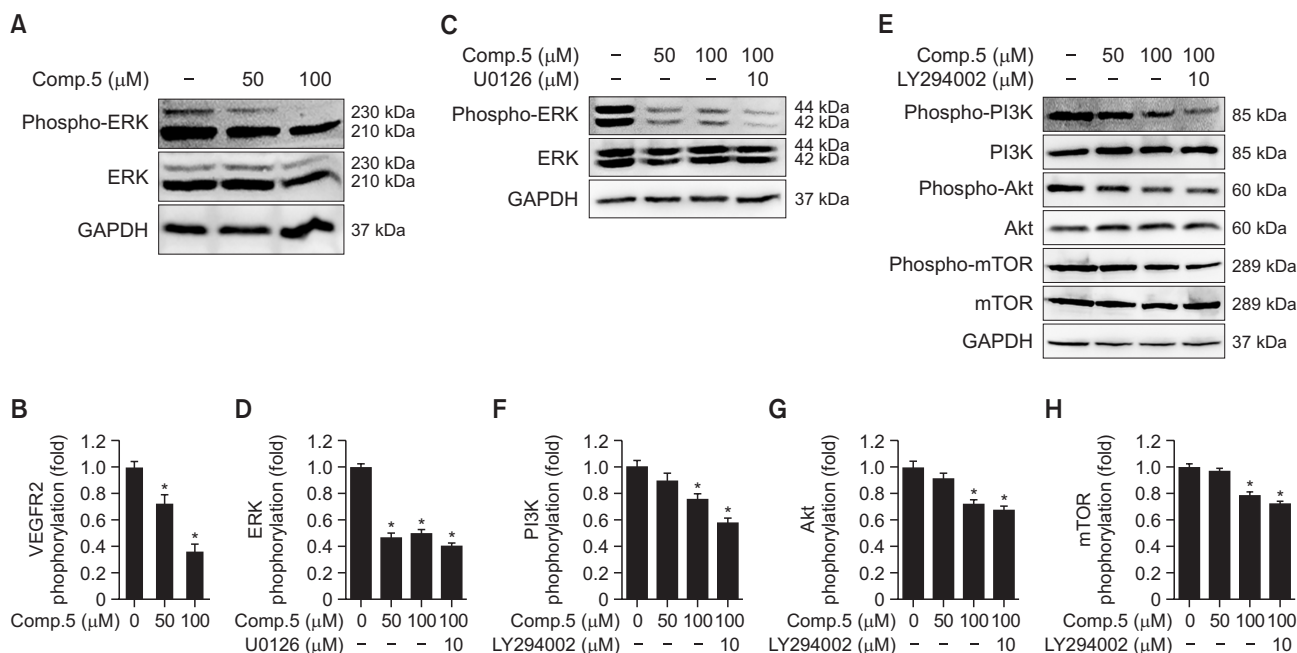 A
Comp.5 (μM) – 50 100
Phospho-ERK 230 kDa
210 kDa
ERK 230 kDa
210 kDa
GAPDH 37 kDa
C
Comp.5 (μM) – 50 100 100
U0126 (μM) – – – 10
Phospho-ERK 44 kDa
42 kDa
ERK 44 kDa
42 kDa
GAPDH 37 kDa
E
Comp.5 (μM) – 50 100 100
LY294002 (μM) – – – 10
Phospho-PI3K 85 kDa
PI3K 85 kDa
Phospho-Akt 60 kDa
Akt 60 kDa
Phospho-mTOR 289 kDa
mTOR 289 kDa
GAPDH 37 kDa
B
VEGFR2
phophorylation (fold)
1.2
1.0
0.8
0.6
0.4
0.2
0
* *
Comp.5 (μM) 0 50 100
D
ERK
phophorylation (fold)
1.2
1.0
0.8
0.6
0.4
0.2
0
* * *
Comp.5 (μM) 0 50 100 100
U0126 (μM) – – – 10
F
PI3K
phophorylation (fold)
1.2
1.0
0.8
0.6
0.4
0.2
0
* *
Comp.5 (μM) 0 50 100 100
LY294002 (μM) – – – 10
G
Akt
phophorylation (fold)
1.2
1.0
0.8
0.6
0.4
0.2
0
* *
Comp.5 (μM) 0 50 100 100
LY294002 (μM) – – – 10
H
mTOR
phophorylation (fold)
1.2
1.0
0.8
0.6
0.4
0.2
0
* *
Comp.5 (μM) 0 50 100 100
LY294002 (μM) – – – 10